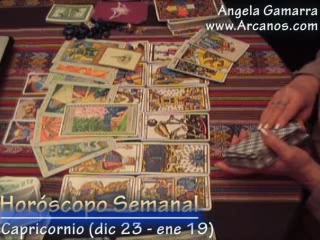 Angela Gamarra
www.Arcanos.com
Horóscopo Semanal
Capricornio (dic 23 - ene 19)